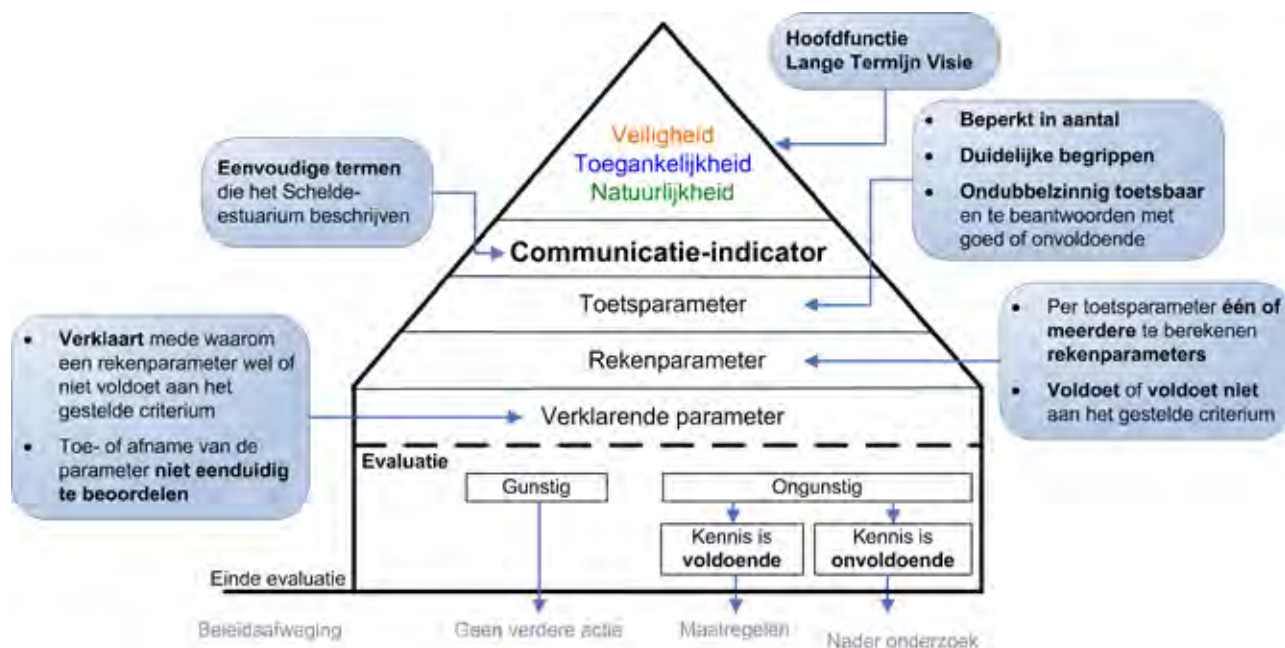 Hoofdfunctie
Lange Termijn Visie
Veiligheid
Toegankelijkheid
Natuurlijkheid
• Beperkt in aantal
• Duidelijke begrippen
• Ondubbelzinnig toetsbaar
en te beantwoorden met
goed of onvoldoende
Eenvoudige termen
die het Schelde-
estuarium beschrijven
Communicatie-indicator
Toetsparameter
Rekenparameter
• Per toetsparameter één of
meerdere te berekenen
rekenparameters
• Voldoet of voldoet niet
aan het gestelde criterium
• Verklaart mede waarom
een rekenparameter wel of
niet voldoet aan het
gestelde criterium
• Toe- of afname van de
parameter niet eenduidig
te beoordelen
Verklarende parameter
Evaluatie
Gunstig
Ongunstig
Kennis is
voldoende
Kennis is
onvoldoende
Einde evaluatie
Beleidsafweging
Geen verdere actie
Maatregelen
Nader onderzoek